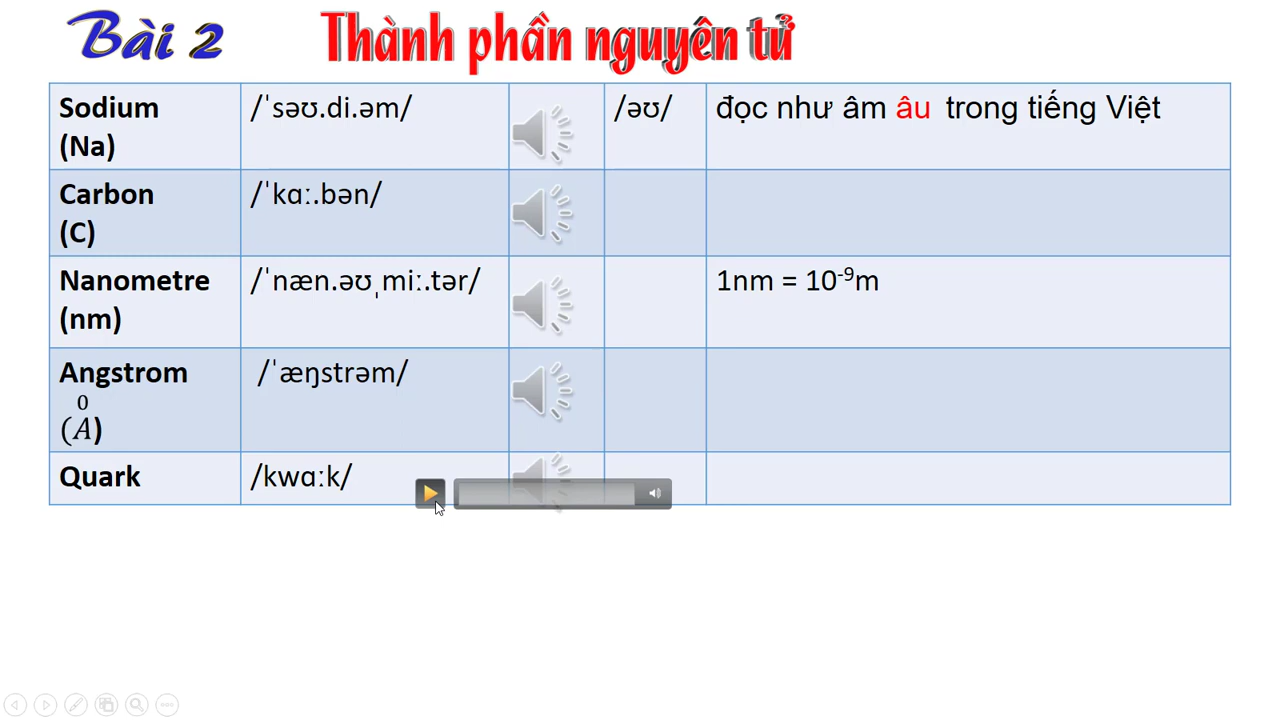 Bài 2 Thành phần nguyên tử
Sodium /ˈsəʊ.di.əm/ /əʊ/ đọc như âm âu trong tiếng Việt
(Na)
Carbon /ˈkɑː.bən/
(C)
Nanometre /ˈnæn.əʊˌmiː.tər/ 1nm = 10⁻⁹m
(nm)
Angstrom /ˈæŋstrəm/
0
(A)
Quark /kwɑːk/